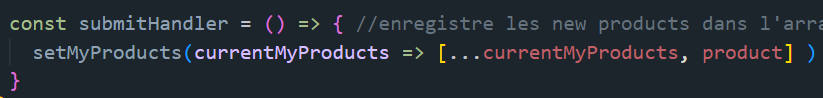 const submitHandler = () => { //enregistre les new products dans l'arra
setMyProducts(currentMyProducts => [...currentMyProducts, product] )
}